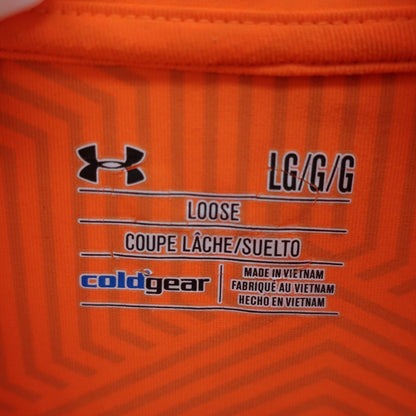 LG/G/G
LOOSE
COUPE LÂCHE/SUELTO
coldgear
MADE IN VIETNAM
FABRIQUÉ AU VIETNAM
HECHO EN VIETNAM